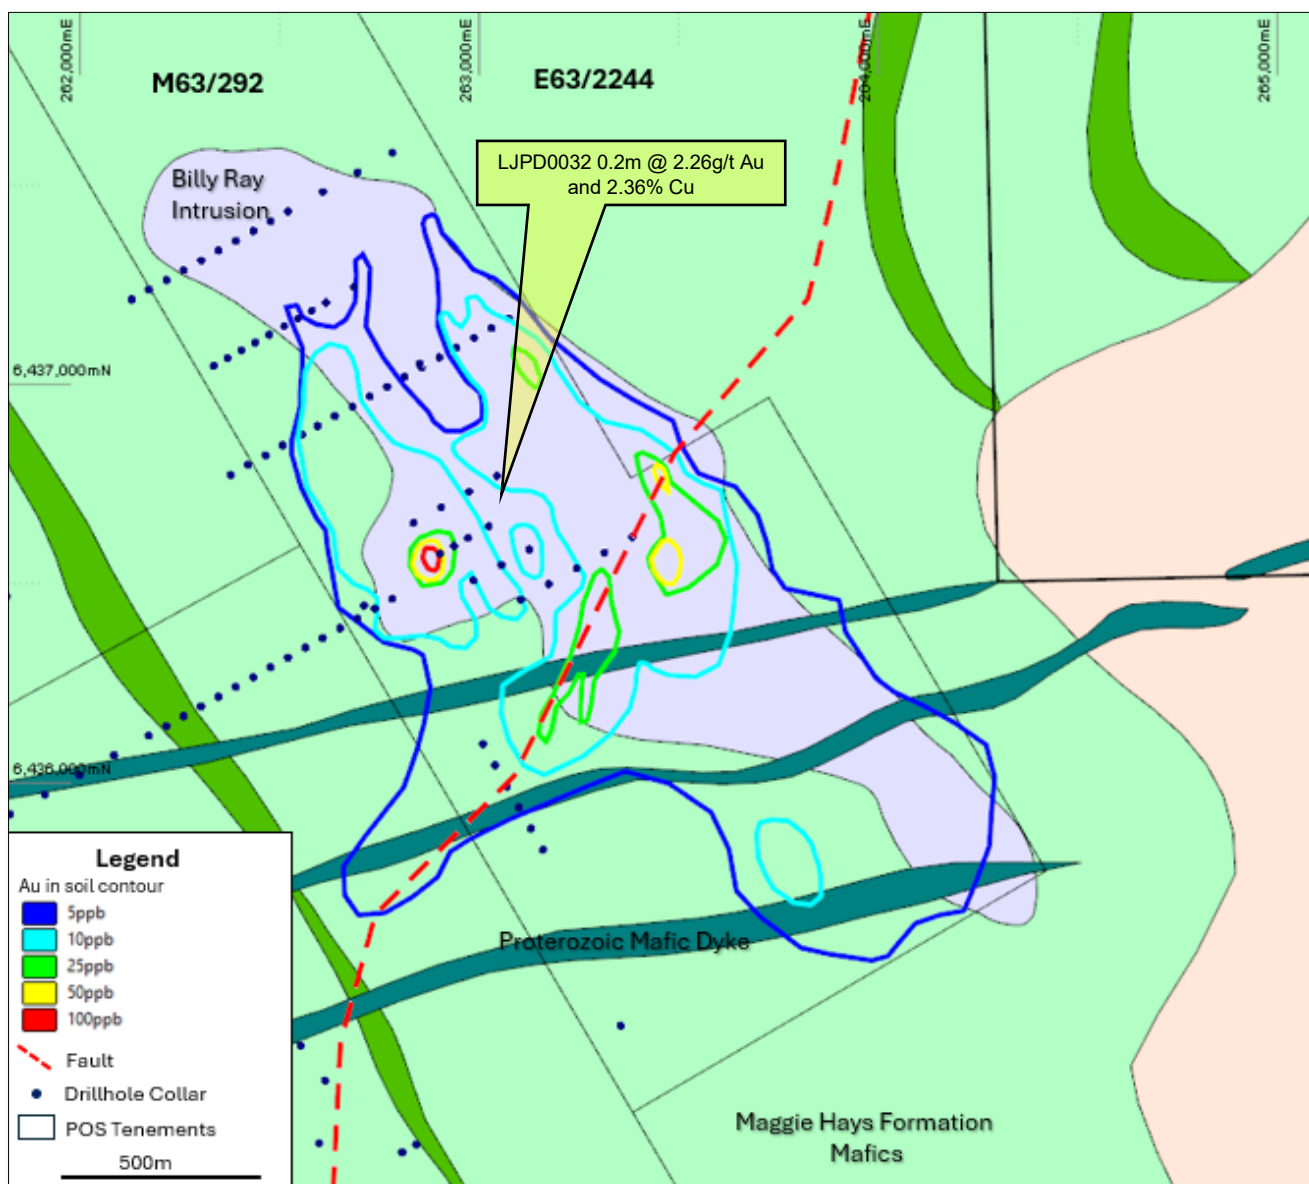 262,000mE
263,000mE
264,000mE
265,000mE
M63/292
E63/2244
LJPD0032 0.2m @ 2.26g/t Au
and 2.36% Cu
Billy Ray
Intrusion
6,437,000mN
6,436,000mN
Legend
Au in soil contour
5ppb
10ppb
25ppb
50ppb
100ppb
Fault
Drillhole Collar
POS Tenements
500m
Proterozoic Mafic Dyke
Maggie Hays Formation
Mafics